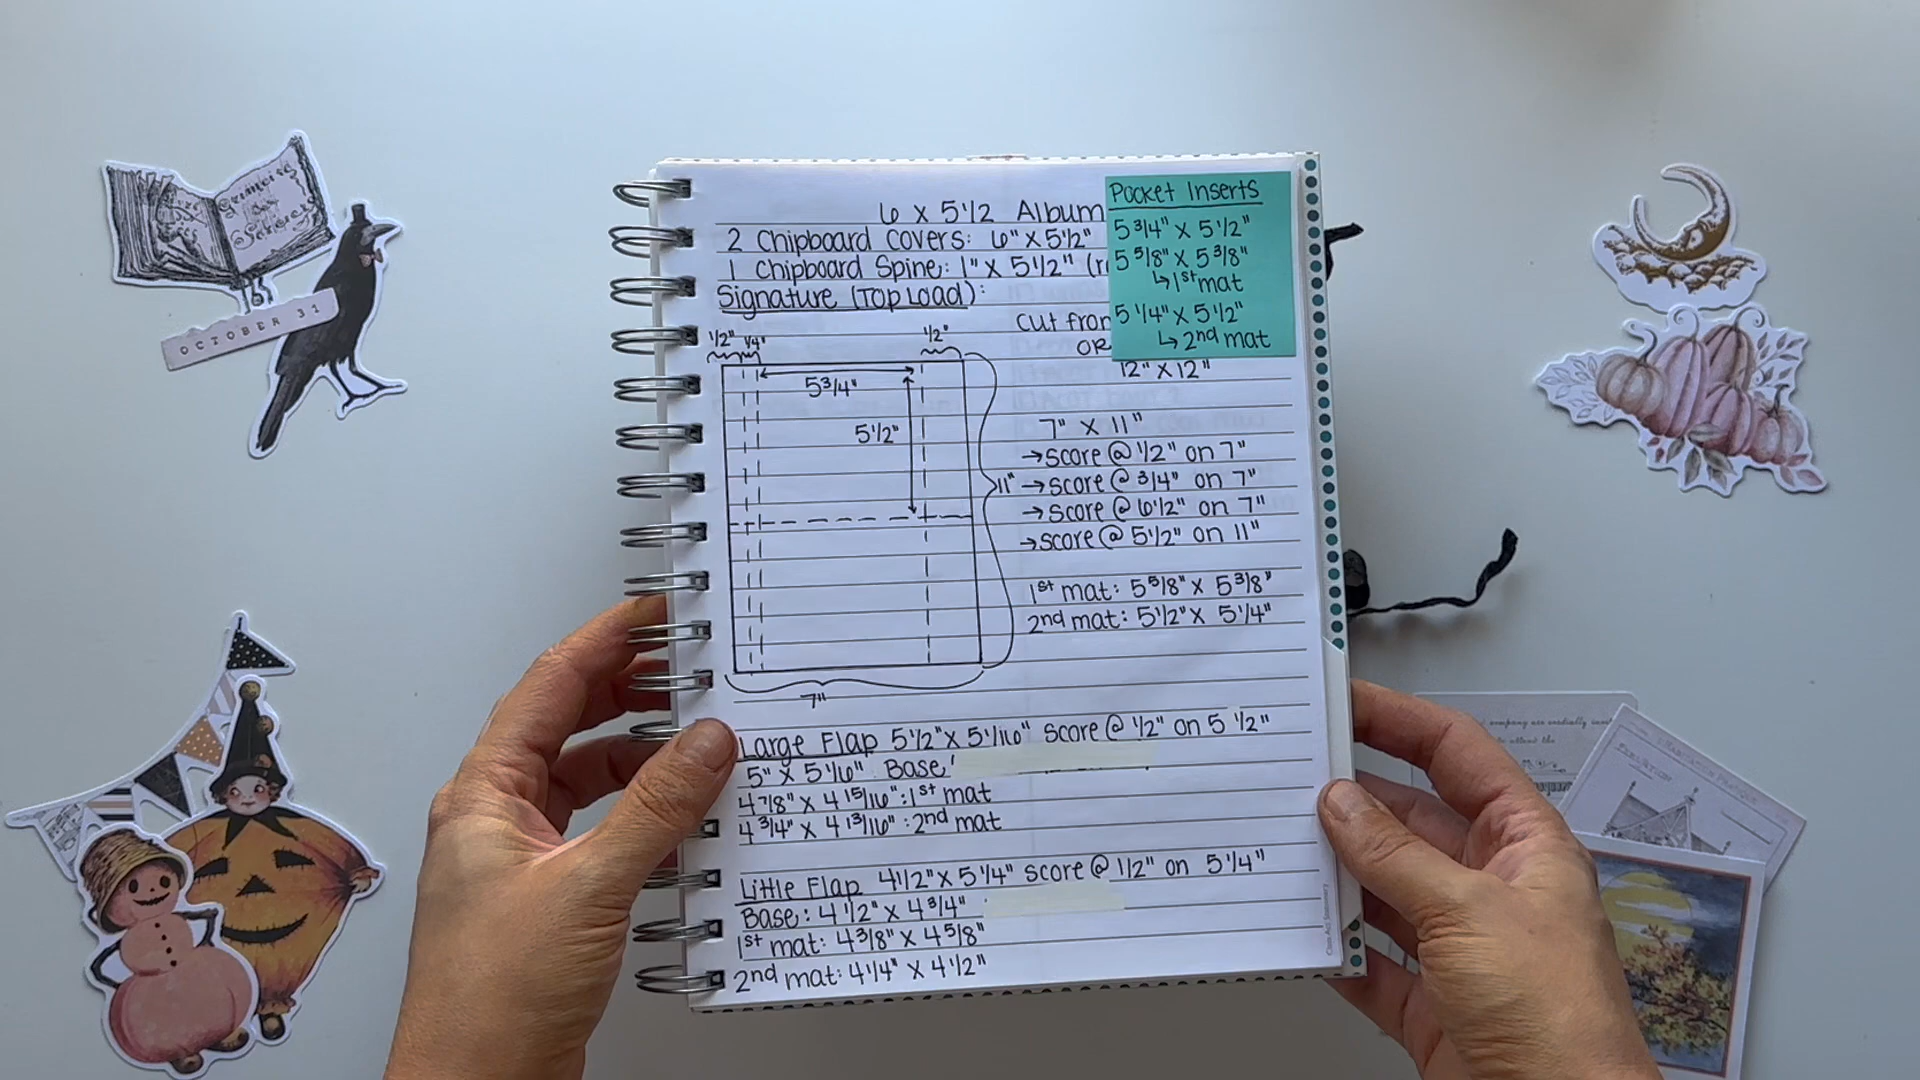 6 X 5 1/2 Album
2 Chipboard Covers: 6" X 5 1/2"
1 Chipboard Spine: 1" X 5 1/2"
Signature (Top Load):
Pocket Inserts
5 3/4" X 5 1/2"
5 5/8" X 5 3/8"
↳ 1st mat
5 1/4" X 5 1/2"
↳ 2nd mat
Cut from
OR
12" X 12"
1/2" 1/4" 1/2"
5 3/4"
5 1/2"
11"
7"
7" X 11"
→ Score @ 1/2" on 7"
→ Score @ 3/4" on 7"
→ Score @ 6 1/2" on 7"
→ Score @ 5 1/2" on 11"
1st mat: 5 5/8" X 5 3/8"
2nd mat: 5 1/2" X 5 1/4"
Large Flap 5 1/2" X 5 1/16" Score @ 1/2" on 5 1/2"
5" X 5 1/16" Base
4 7/8" X 4 15/16": 1st mat
4 3/4" X 4 13/16": 2nd mat
Little Flap 4 1/2" X 5 1/4" Score @ 1/2" on 5 1/4"
Base: 4 1/2" X 4 3/4"
1st mat: 4 3/8" X 4 5/8"
2nd mat: 4 1/4" X 4 1/2"
Grimoire
des
Sorciers
OCTOBER 31
company are cordially
attend the